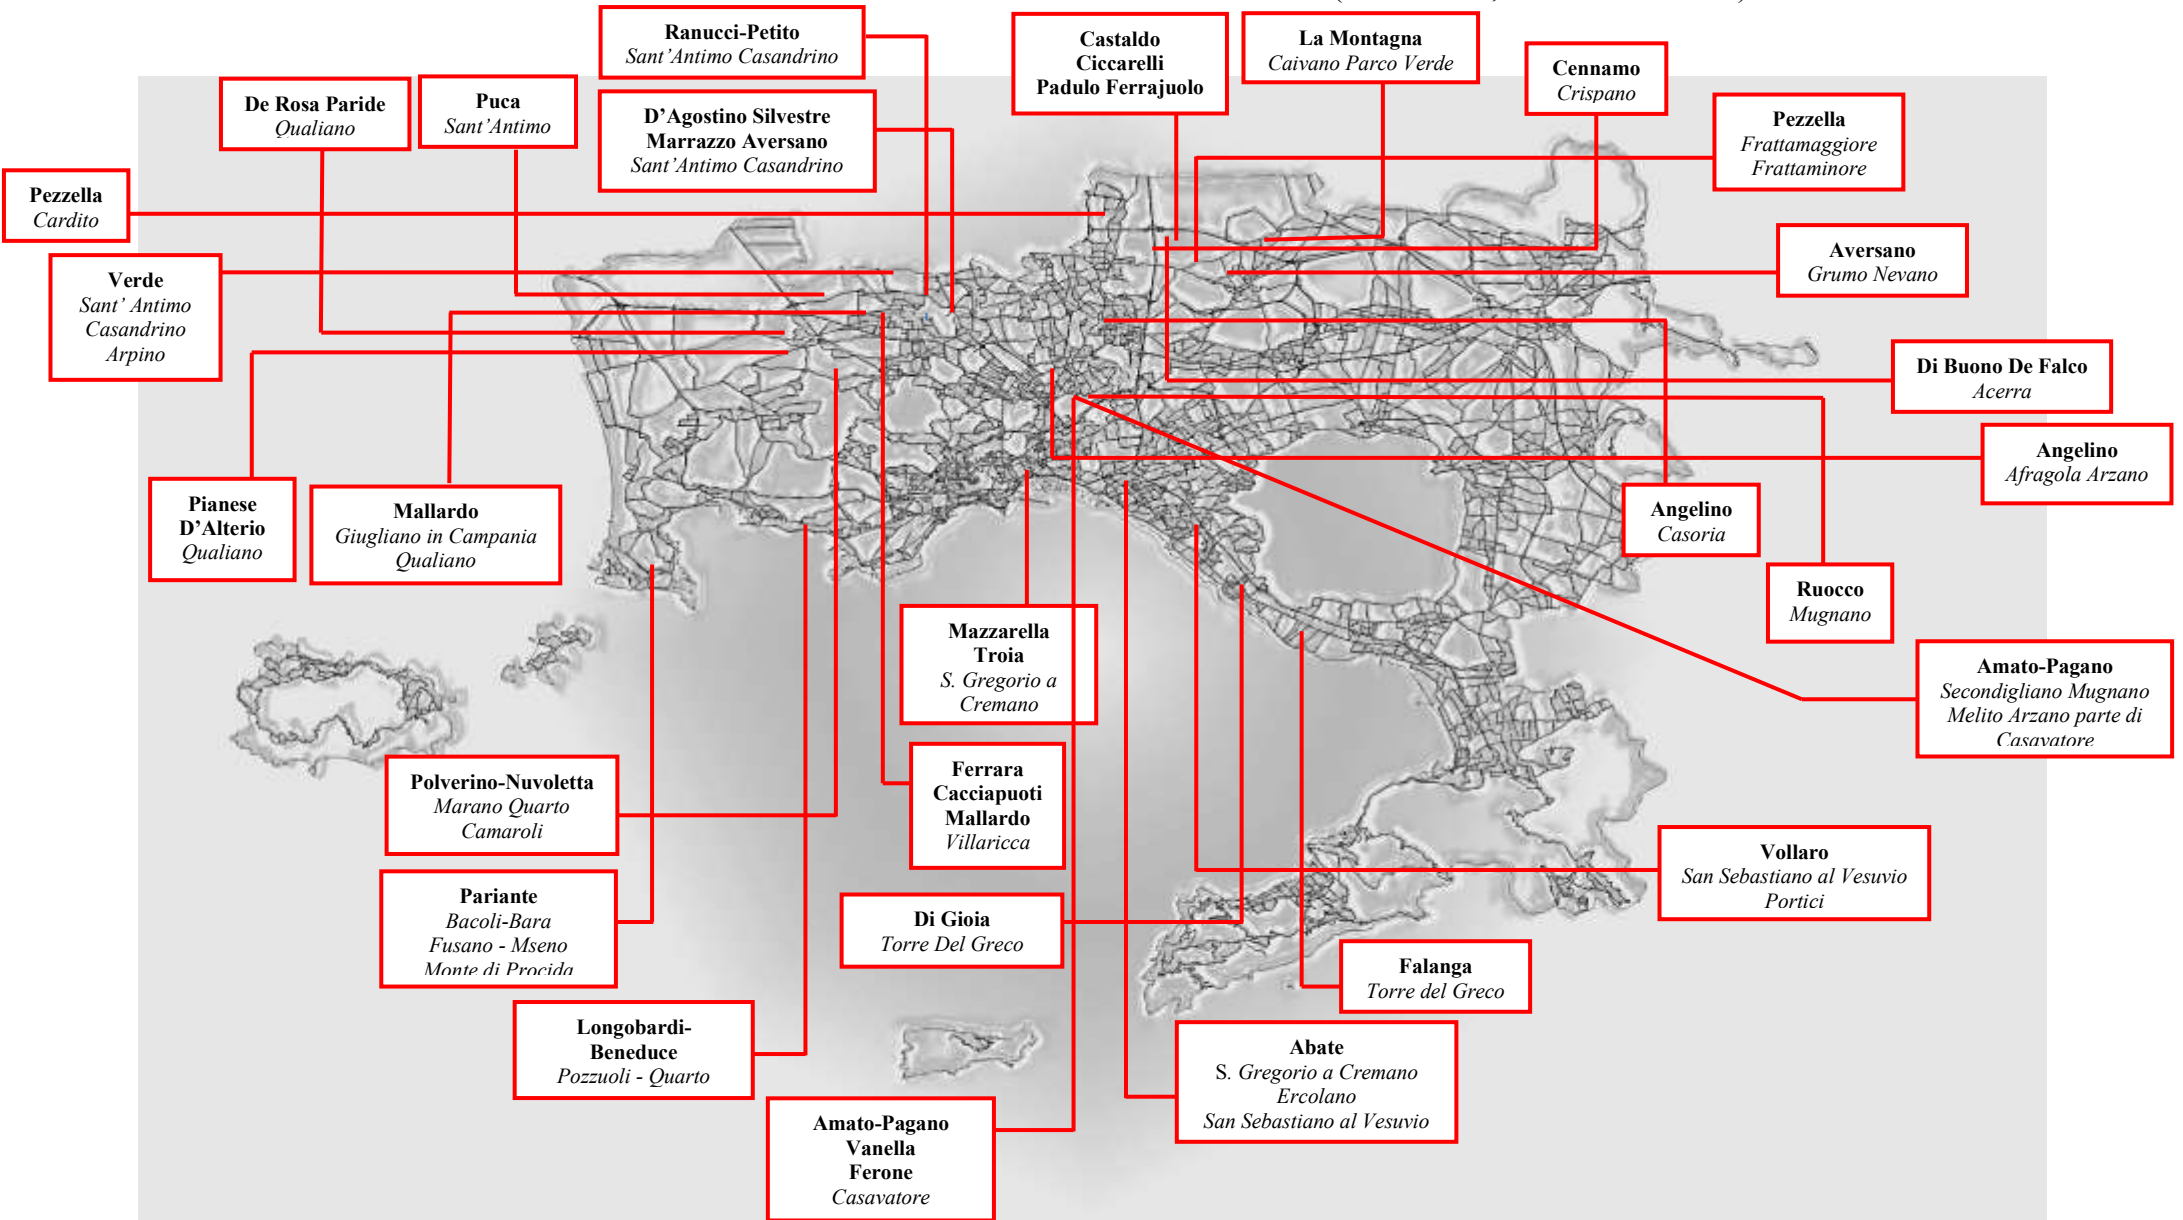 Ranucci-Petito
Sant'Antimo Casandrino
Castaldo
Ciccarelli
Padulo Ferrajuolo
La Montagna
Caivano Parco Verde
Cennamo
Crispano
De Rosa Paride
Qualiano
Puca
Sant'Antimo
D'Agostino Silvestre
Marrazzo Aversano
Sant'Antimo Casandrino
Pezzella
Frattamaggiore
Frattaminore
Pezzella
Cardito
Verde
Sant' Antimo
Casandrino
Arpino
Aversano
Grumo Nevano
Di Buono De Falco
Acerra
Angelino
Afragola Arzano
Pianese
D'Alterio
Qualiano
Mallardo
Giugliano in Campania
Qualiano
Angelino
Casoria
Ruocco
Mugnano
Mazzarella
Troia
S. Gregorio a
Cremano
Amato-Pagano
Secondigliano Mugnano
Melito Arzano parte di
Casavatore
Polverino-Nuvoletta
Marano Quarto
Camaroli
Ferrara
Cacciapuoti
Mallardo
Villaricca
Vollaro
San Sebastiano al Vesuvio
Portici
Pariante
Bacoli-Bara
Fusano - Mseno
Monte di Procida
Di Gioia
Torre Del Greco
Falanga
Torre del Greco
Longobardi-
Beneduce
Pozzuoli - Quarto
Abate
S. Gregorio a Cremano
Ercolano
San Sebastiano al Vesuvio
Amato-Pagano
Vanella
Ferone
Casavatore